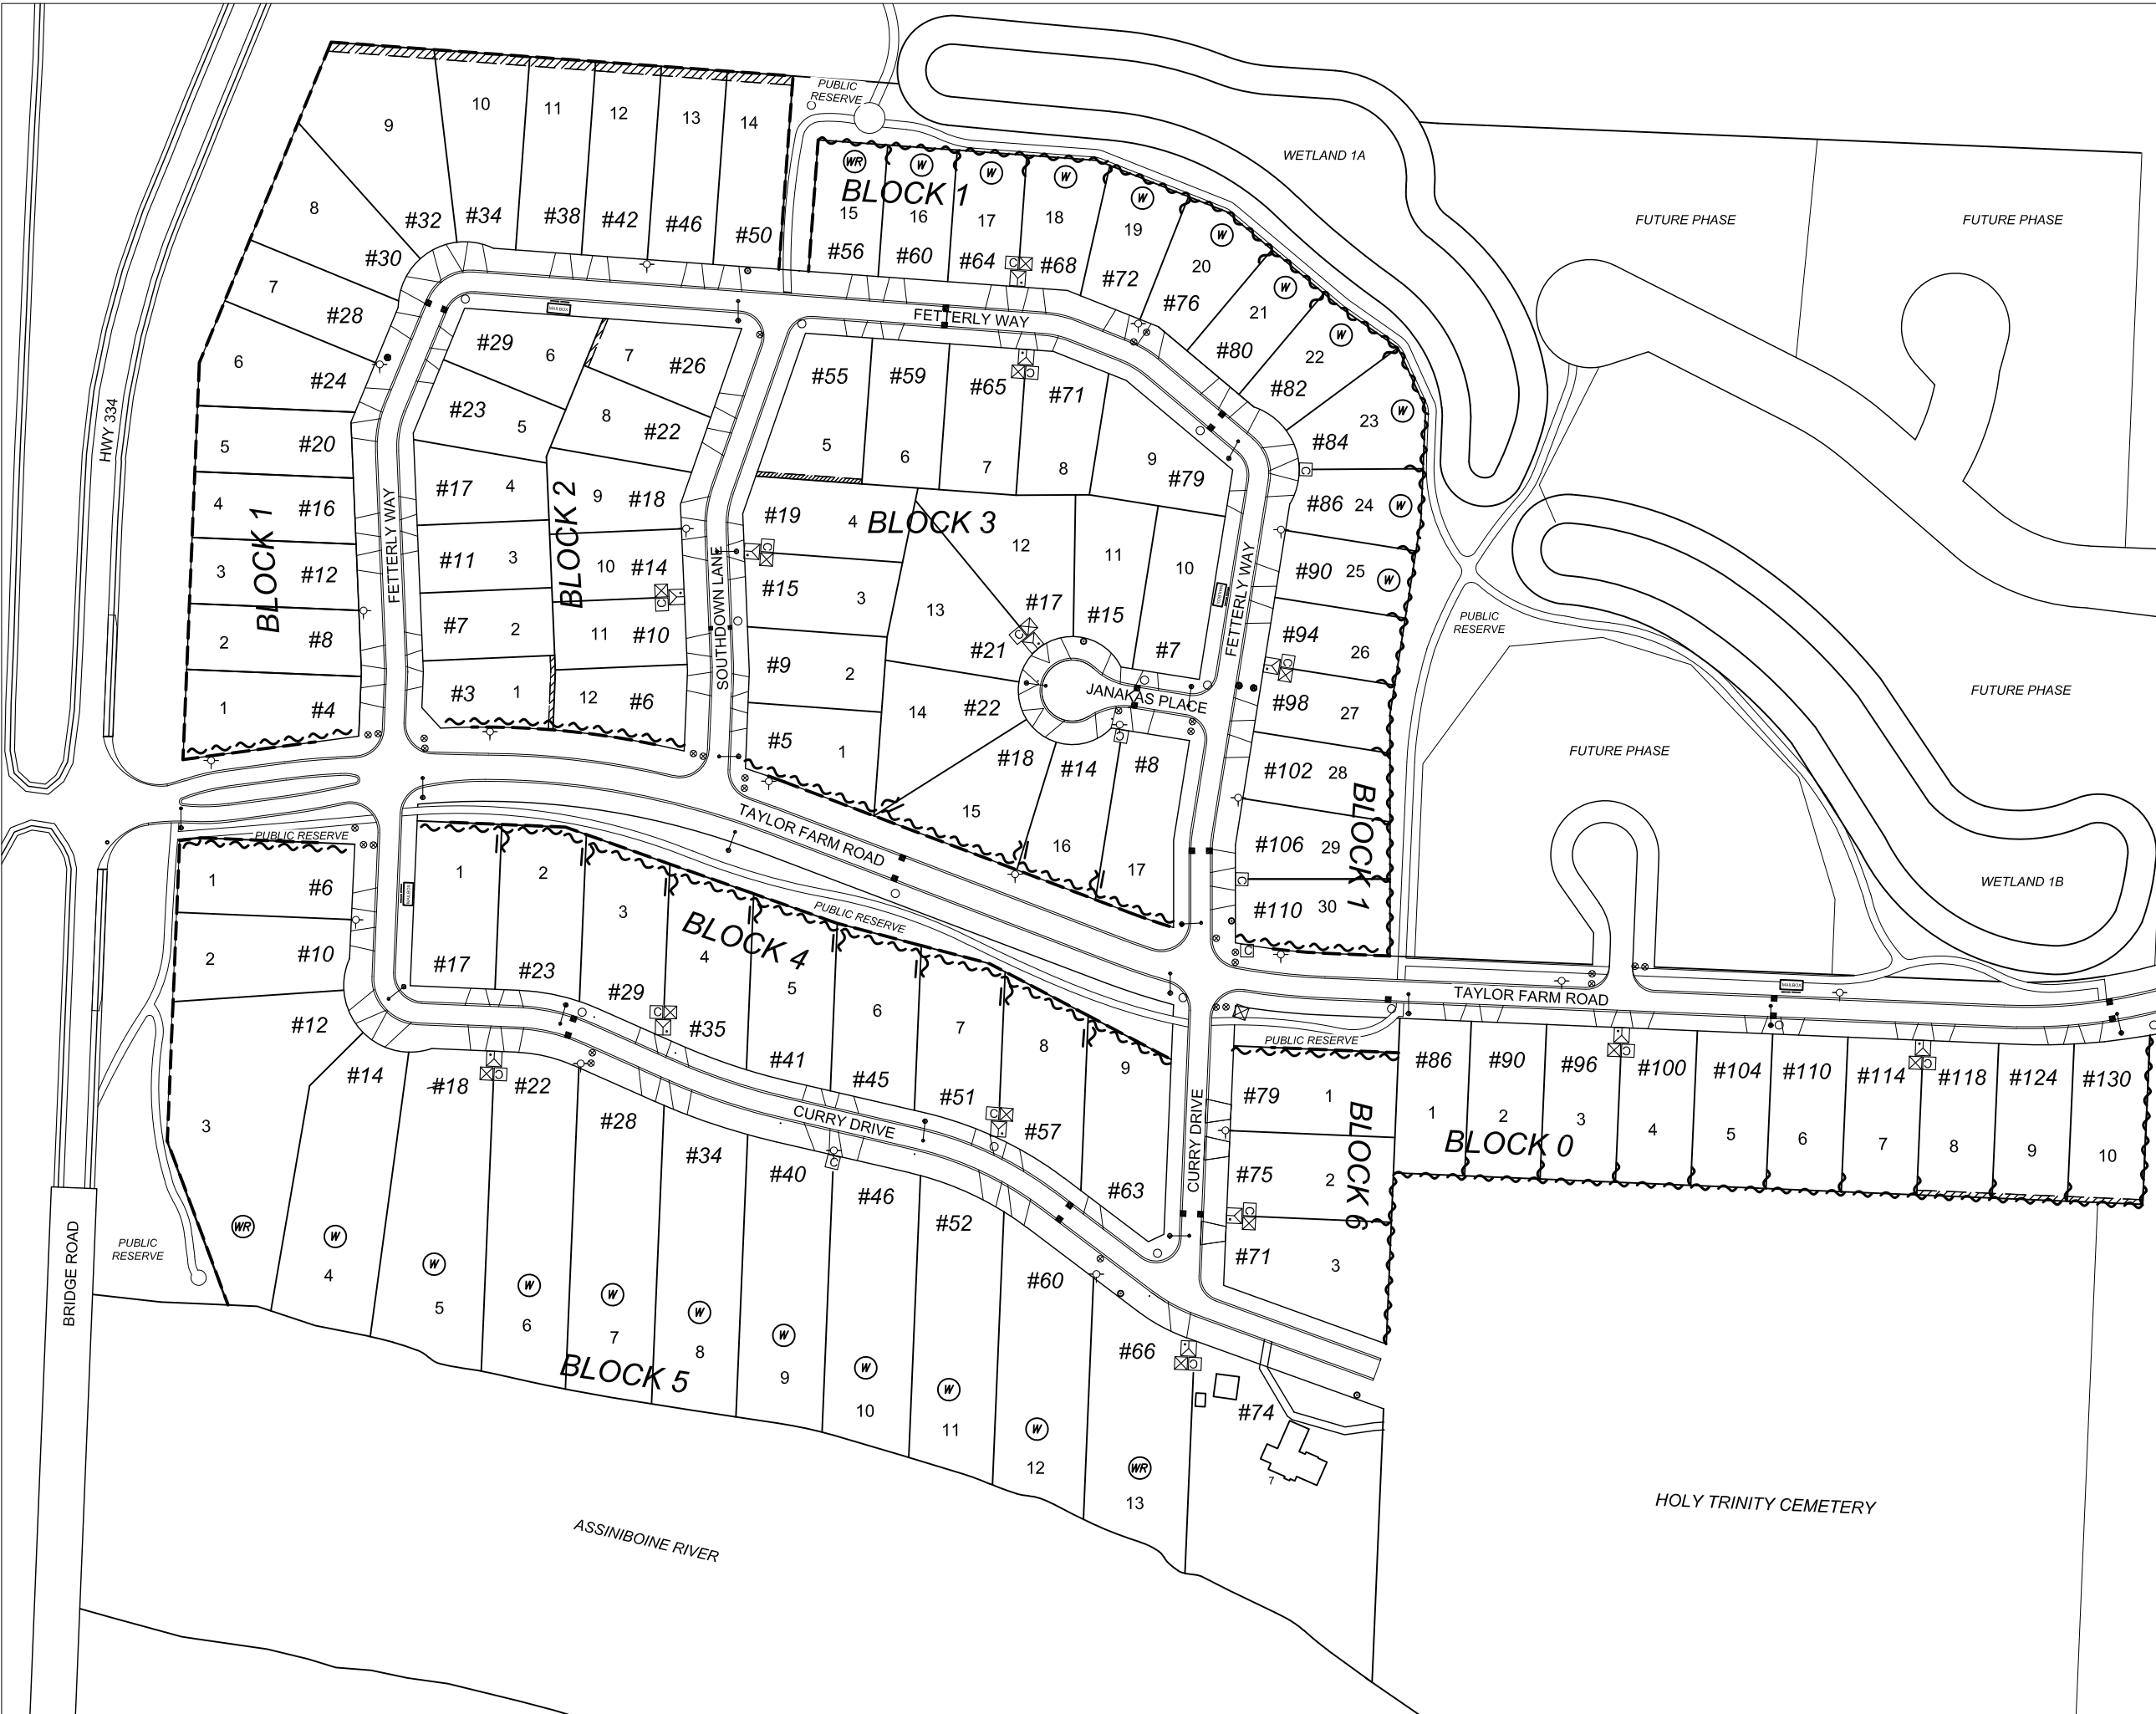 PUBLIC
RESERVE
WETLAND 1A
FUTURE PHASE
FUTURE PHASE
HWY 334
9
10
11
12
13
14
8
7
6
5
4
3
2
1
#32
#34
#38
#42
#46
#50
#30
#28
#24
#20
#16
#12
#8
#4
BLOCK 1
FETTERLY WAY
WR
W
W
W
W
W
W
W
W
W
W
BLOCK 1
15
16
17
18
19
20
21
22
23
24
25
26
27
28
29
30
#56
#60
#64
#68
#72
#76
#80
#82
#84
#86
#90
#94
#98
#102
#106
#110
BLOCK 1
C
C
C
C
C
FETTERLY WAY
MAILBOX
#29
6
7
#26
#23
5
8
#22
#17
4
9
#18
#11
3
10
#14
#7
2
11
#10
#3
1
12
#6
BLOCK 2
C
SOUTHDOWN LANE
#55
#59
#65
#71
C
5
6
7
8
9
#79
#19
4
BLOCK 3
C
#15
3
#9
2
#5
1
12
11
10
13
#17
#15
#7
#21
C
14
#22
JANAKAS PLACE
#18
#14
#8
C
15
16
17
FETTERLY WAY
MAILBOX
PUBLIC
RESERVE
FUTURE PHASE
FUTURE PHASE
WETLAND 1B
TAYLOR FARM ROAD
PUBLIC RESERVE
1
#6
2
#10
3
#12
MAILBOX
1
2
3
4
5
6
7
8
9
#17
#23
#29
#35
#41
#45
#51
#57
#63
BLOCK 4
PUBLIC RESERVE
C
C
CURRY DRIVE
CURRY DRIVE
TAYLOR FARM ROAD
MAILBOX
PUBLIC RESERVE
#79
1
#75
2
#71
3
BLOCK 6
C
#86
#90
#96
#100
#104
#110
#114
#118
#124
#130
C
C
1
2
3
4
5
6
7
8
9
10
BLOCK 0
#14
#18
#22
#28
#34
#40
#46
#52
#60
#66
#74
C
C
C
WR
W
W
W
W
W
W
W
W
W
WR
4
5
6
7
8
9
10
11
12
13
7
BLOCK 5
PUBLIC
RESERVE
BRIDGE ROAD
ASSINIBOINE RIVER
HOLY TRINITY CEMETERY